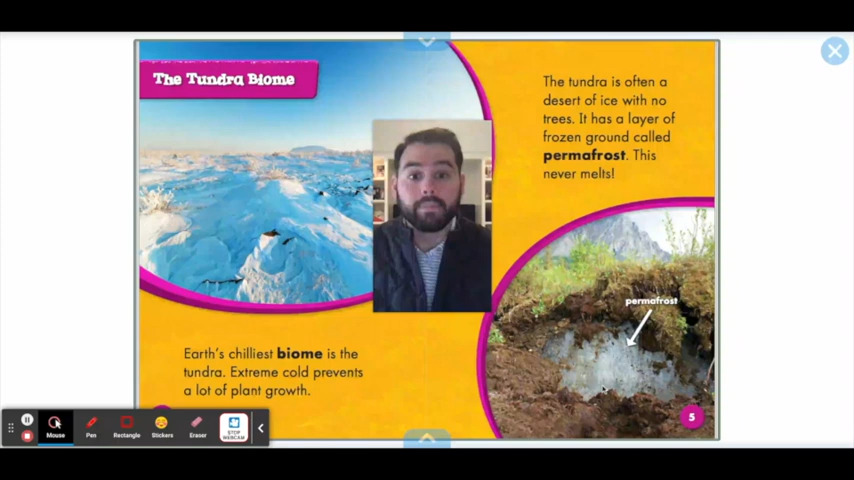 The Tundra Biome
Earth's chilliest biome is the
tundra. Extreme cold prevents
a lot of plant growth.
The tundra is often a
desert of ice with no
trees. It has a layer of
frozen ground called
permafrost. This
never melts!
permafrost
5
Mouse
Pen
Rectangle
Stickers
Eraser
STOP
WEBCAM